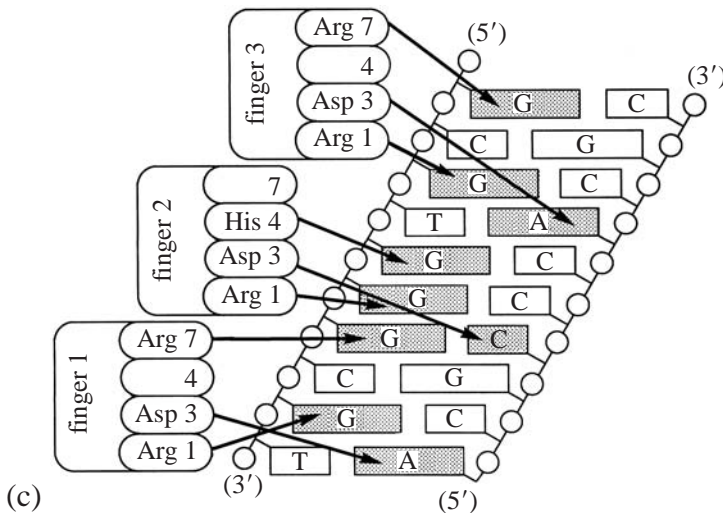 finger 3
Arg 7
4
Asp 3
Arg 1
finger 2
7
His 4
Asp 3
Arg 1
finger 1
Arg 7
4
Asp 3
Arg 1
(5′)
(3′)
G C
C G
G C
T A
G C
G C
G C
C G
G C
T A
(3′)
(5′)
(c)